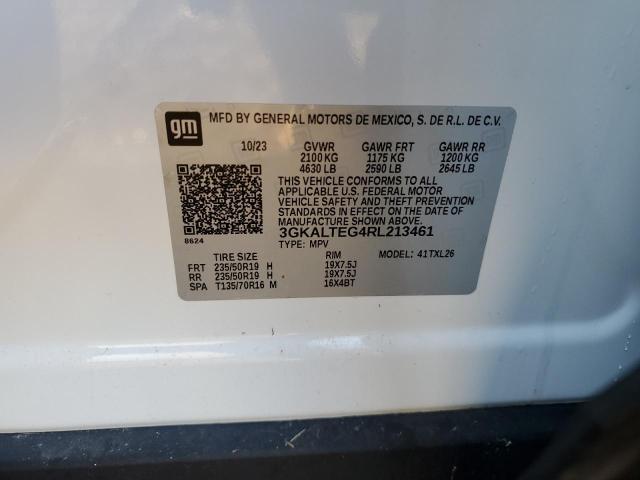 gm
MFD BY GENERAL MOTORS DE MEXICO, S. DE R.L. DE C.V.
10/23 GVWR GAWR FRT GAWR RR
2100 KG 1175 KG 1200 KG
4630 LB 2590 LB 2645 LB
THIS VEHICLE CONFORMS TO ALL
APPLICABLE U.S. FEDERAL MOTOR
VEHICLE SAFETY AND THEFT PREVENTION
STANDARDS IN EFFECT ON THE DATE OF
MANUFACTURE SHOWN ABOVE.
3GKALTEG4RL213461
8624
TYPE: MPV MODEL: 41TXL26
TIRE SIZE RIM
FRT 235/50R19 H 19X7.5J
RR 235/50R19 H 19X7.5J
SPA T135/70R16 M 16X4BT